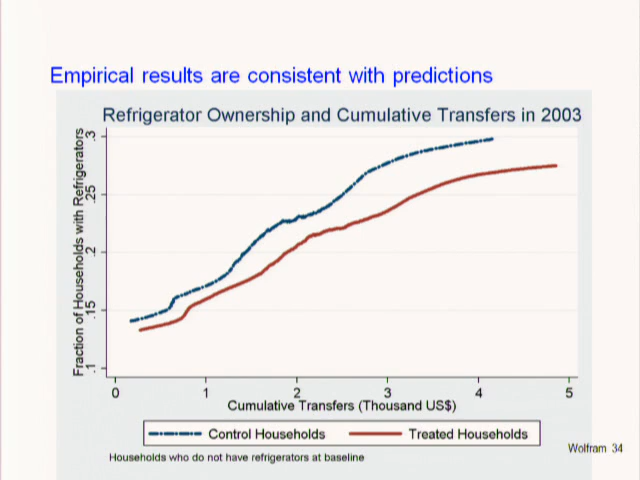 Empirical results are consistent with predictions
Refrigerator Ownership and Cumulative Transfers in 2003
Fraction of Households with Refrigerators
.3
.25
.2
.15
.1
0 1 2 3 4 5
Cumulative Transfers (Thousand US$)
Control Households Treated Households
Households who do not have refrigerators at baseline
Wolfram 34